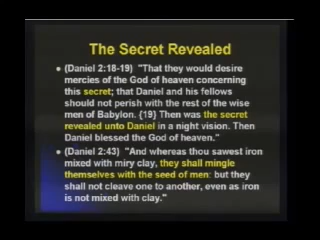 The Secret Revealed
• (Daniel 2:18-19) "That they would desire
mercies of the God of heaven concerning
this secret; that Daniel and his fellows
should not perish with the rest of the wise
men of Babylon. {19} Then was the secret
revealed unto Daniel in a night vision. Then
Daniel blessed the God of heaven."
• (Daniel 2:43) "And whereas thou sawest iron
mixed with miry clay, they shall mingle
themselves with the seed of men: but they
shall not cleave one to another, even as iron
is not mixed with clay."